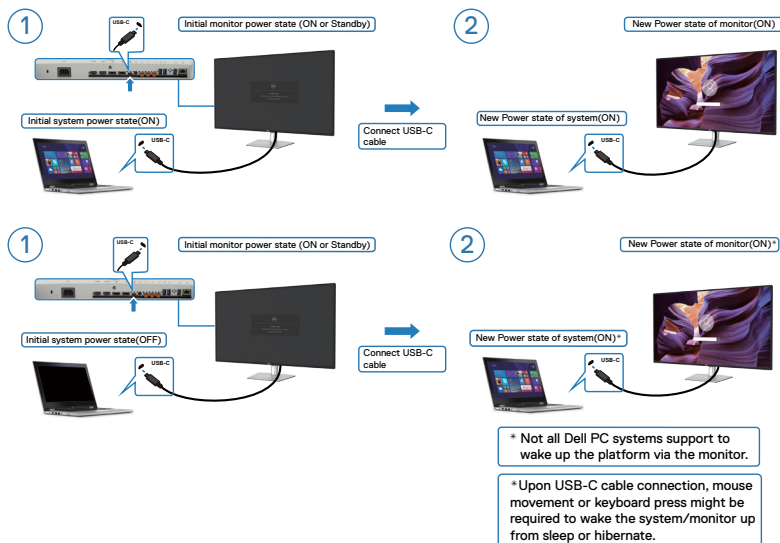 1
USB-C
Initial monitor power state (ON or Standby)
Initial system power state(ON)
USB-C
Connect USB-C
cable
2
New Power state of monitor(ON)
New Power state of system(ON)
USB-C
1
USB-C
Initial monitor power state (ON or Standby)
Initial system power state(OFF)
USB-C
Connect USB-C
cable
2
New Power state of monitor(ON)*
New Power state of system(ON)*
USB-C
* Not all Dell PC systems support to
wake up the platform via the monitor.
*Upon USB-C cable connection, mouse
movement or keyboard press might be
required to wake the system/monitor up
from sleep or hibernate.